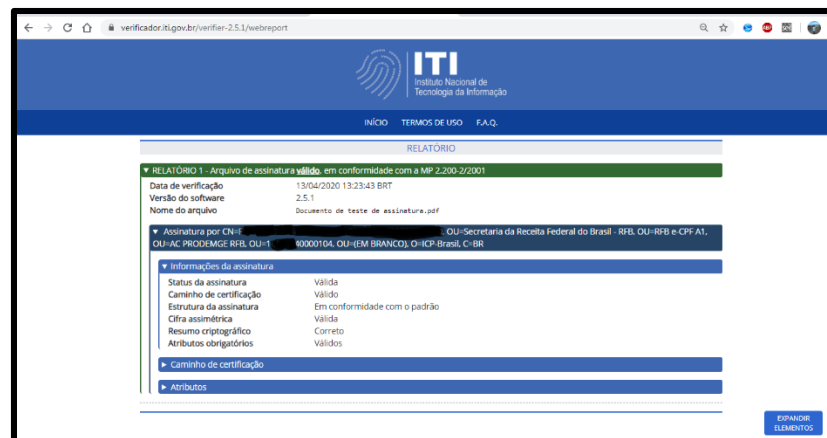 verificador.iti.gov.br/verifier-2.5.1/webreport
ITI
Instituto Nacional de
Tecnologia da Informação
INÍCIO TERMOS DE USO F.A.Q.
RELATÓRIO
▼ RELATÓRIO 1 - Arquivo de assinatura válido, em conformidade com a MP 2.200-2/2001
Data de verificação 13/04/2020 13:23:43 BRT
Versão do software 2.5.1
Nome do arquivo Documento de teste de assinatura.pdf
▼ Assinatura por CN= , OU=Secretaria da Receita Federal do Brasil - RFB, OU=RFB e-CPF A1,
OU=AC PRODEMGE RFB, OU=1 40000104, OU=(EM BRANCO), O=ICP-Brasil, C=BR
▼ Informações da assinatura
Status da assinatura Válida
Caminho de certificação Válido
Estrutura da assinatura Em conformidade com o padrão
Cifra assimétrica Válida
Resumo criptográfico Correto
Atributos obrigatórios Válidos
► Caminho de certificação
► Atributos
EXPANDIR
ELEMENTOS